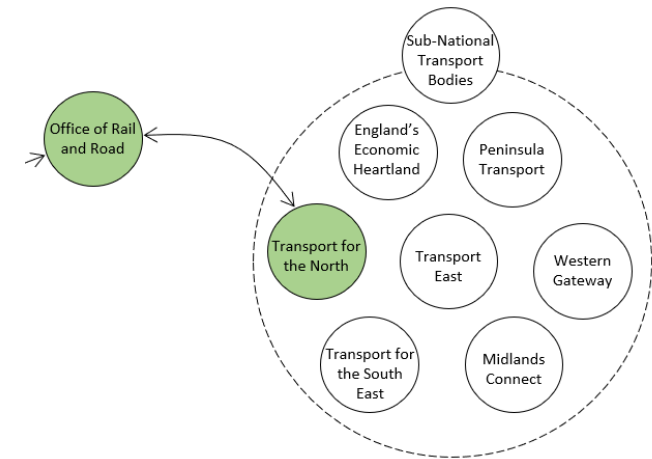 Sub-National
Transport
Bodies
Office of Rail
and Road
England's
Economic
Heartland
Peninsula
Transport
Transport for
the North
Transport
East
Western
Gateway
Transport for
the South
East
Midlands
Connect